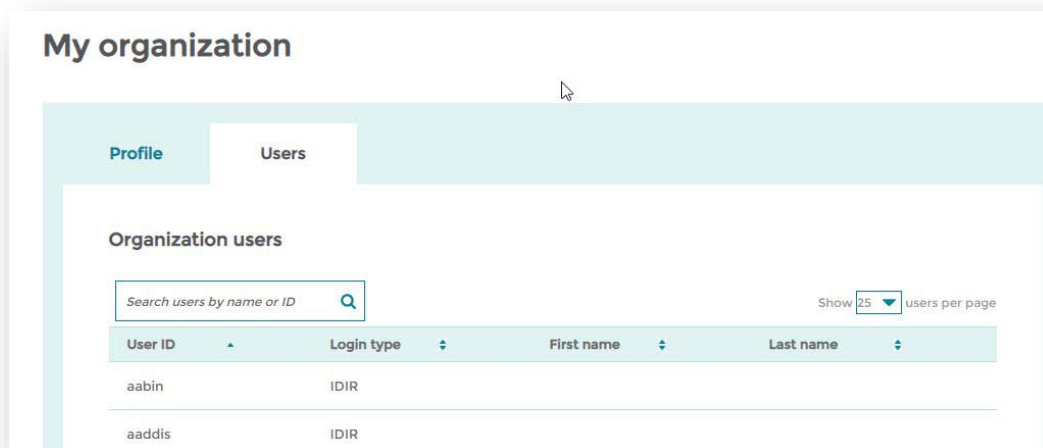 My organization
Profile Users
Organization users
Search users by name or ID
Show 25 users per page
User ID Login type First name Last name
aabin IDIR
aaddis IDIR